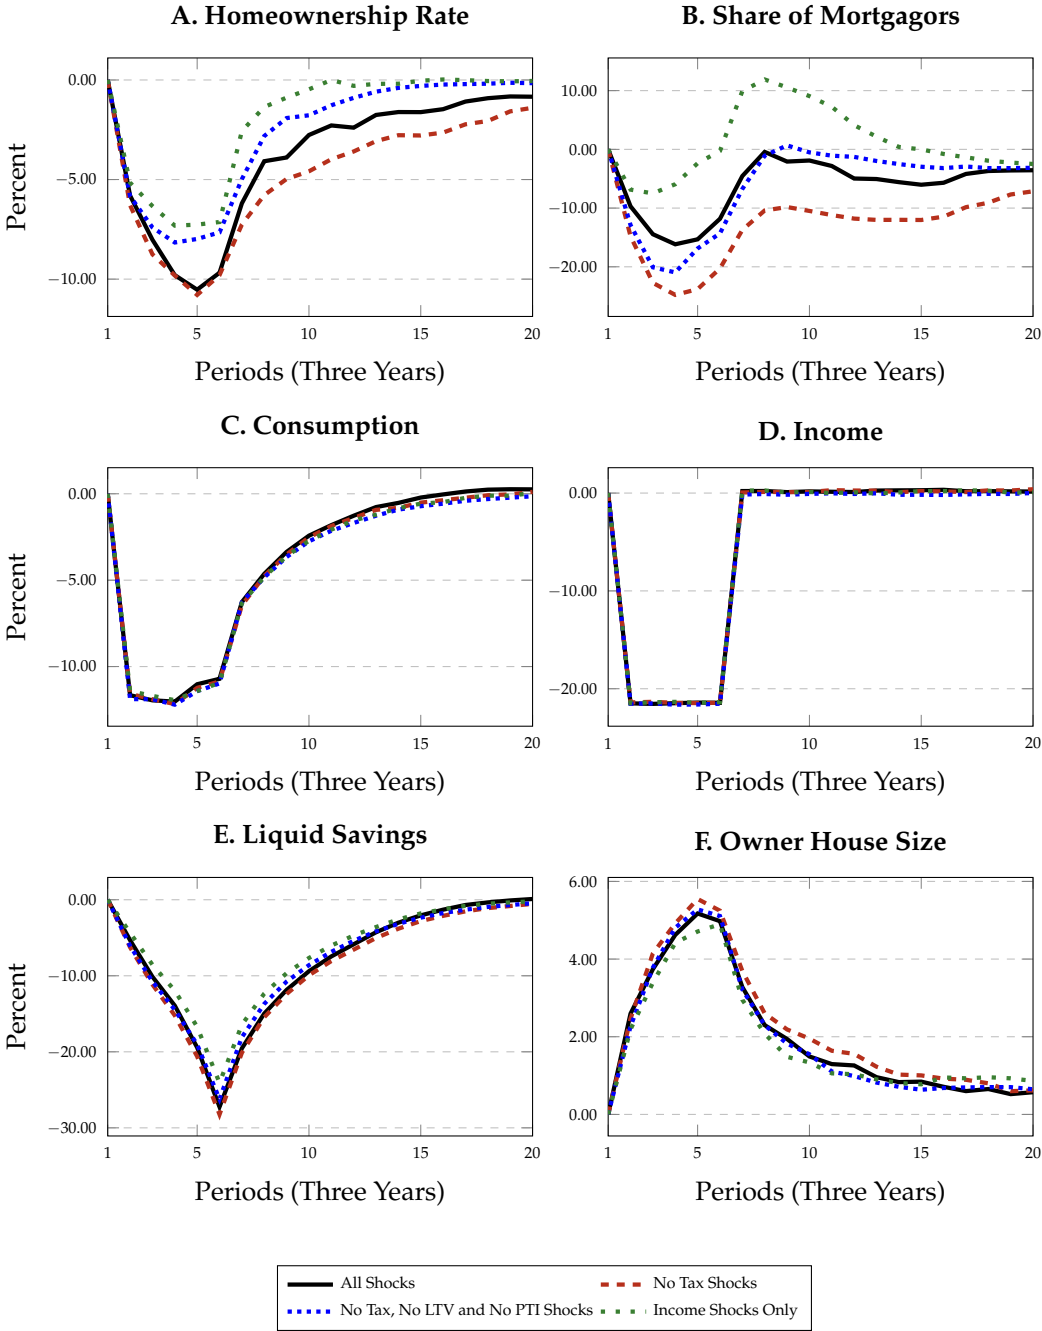 A. Homeownership Rate
B. Share of Mortgagors
0.00
−5.00
−10.00
Percent
1 5 10 15 20
Periods (Three Years)
10.00
0.00
−10.00
−20.00
1 5 10 15 20
Periods (Three Years)
C. Consumption
D. Income
0.00
−5.00
−10.00
Percent
1 5 10 15 20
Periods (Three Years)
0.00
−10.00
−20.00
1 5 10 15 20
Periods (Three Years)
E. Liquid Savings
F. Owner House Size
0.00
−10.00
−20.00
−30.00
Percent
1 5 10 15 20
Periods (Three Years)
6.00
4.00
2.00
0.00
1 5 10 15 20
Periods (Three Years)
All Shocks
No Tax Shocks
No Tax, No LTV and No PTI Shocks
Income Shocks Only